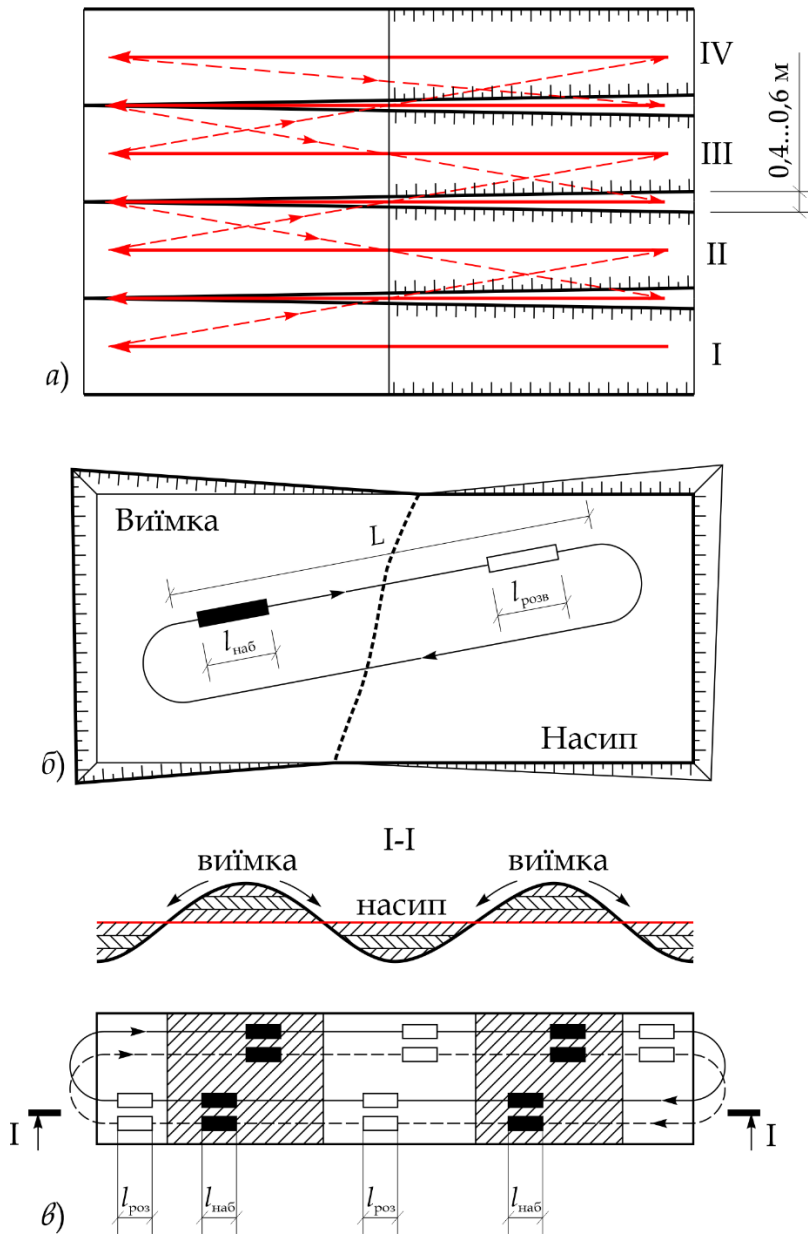 IV
III
0,4...0,6 м
II
I
а)
Виїмка
L
lрозв
lнаб
Насип
б)
I-I
виїмка
виїмка
насип
I
I
lроз
lнаб
lроз
lнаб
в)